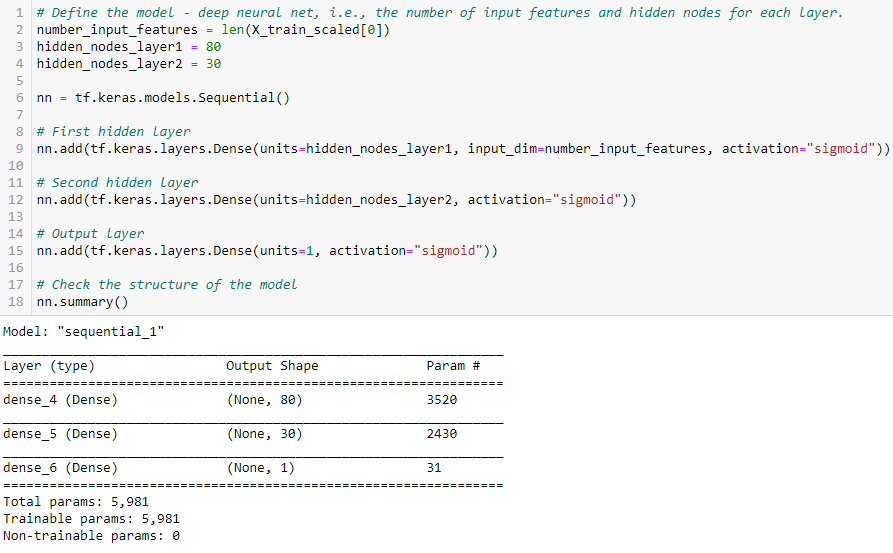 1 # Define the model - deep neural net, i.e., the number of input features and hidden nodes for each layer.
2 number_input_features = len(X_train_scaled[0])
3 hidden_nodes_layer1 = 80
4 hidden_nodes_layer2 = 30
5
6 nn = tf.keras.models.Sequential()
7
8 # First hidden layer
9 nn.add(tf.keras.layers.Dense(units=hidden_nodes_layer1, input_dim=number_input_features, activation="sigmoid"))
10
11 # Second hidden layer
12 nn.add(tf.keras.layers.Dense(units=hidden_nodes_layer2, activation="sigmoid"))
13
14 # Output layer
15 nn.add(tf.keras.layers.Dense(units=1, activation="sigmoid"))
16
17 # Check the structure of the model
18 nn.summary()
Model: "sequential_1"
_________________________________________________________________
Layer (type) Output Shape Param #
=================================================================
dense_4 (Dense) (None, 80) 3520
_________________________________________________________________
dense_5 (Dense) (None, 30) 2430
_________________________________________________________________
dense_6 (Dense) (None, 1) 31
=================================================================
Total params: 5,981
Trainable params: 5,981
Non-trainable params: 0